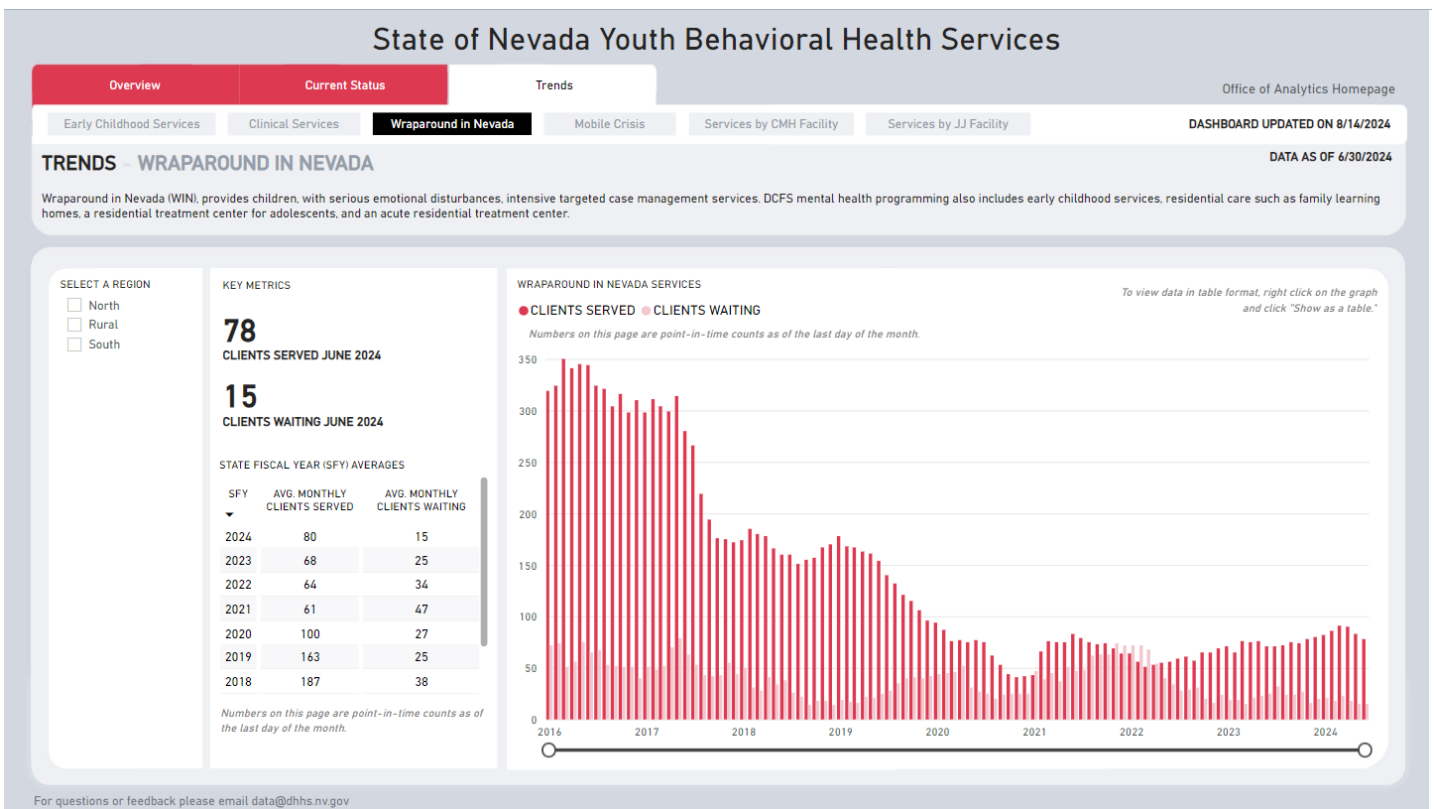 State of Nevada Youth Behavioral Health Services
Overview
Current Status
Trends
Office of Analytics Homepage
Early Childhood Services
Clinical Services
Wraparound in Nevada
Mobile Crisis
Services by CMH Facility
Services by JJ Facility
DASHBOARD UPDATED ON 8/14/2024
TRENDS - WRAPAROUND IN NEVADA
DATA AS OF 6/30/2024
Wraparound in Nevada (WIN), provides children, with serious emotional disturbances, intensive targeted case management services. DCFS mental health programming also includes early childhood services, residential care such as family learning
homes, a residential treatment center for adolescents, and an acute residential treatment center.
SELECT A REGION
North
Rural
South
KEY METRICS
78
CLIENTS SERVED JUNE 2024
15
CLIENTS WAITING JUNE 2024
STATE FISCAL YEAR (SFY) AVERAGES
SFY AVG. MONTHLY CLIENTS SERVED AVG. MONTHLY CLIENTS WAITING
2024 80 15
2023 68 25
2022 64 34
2021 61 47
2020 100 27
2019 163 25
2018 187 38
Numbers on this page are point-in-time counts as of
the last day of the month.
WRAPAROUND IN NEVADA SERVICES
CLIENTS SERVED CLIENTS WAITING
To view data in table format, right click on the graph
and click "Show as a table."
Numbers on this page are point-in-time counts as of the last day of the month.
350
300
250
200
150
100
50
0
2016 2017 2018 2019 2020 2021 2022 2023 2024
For questions or feedback please email data@dhhs.nv.gov